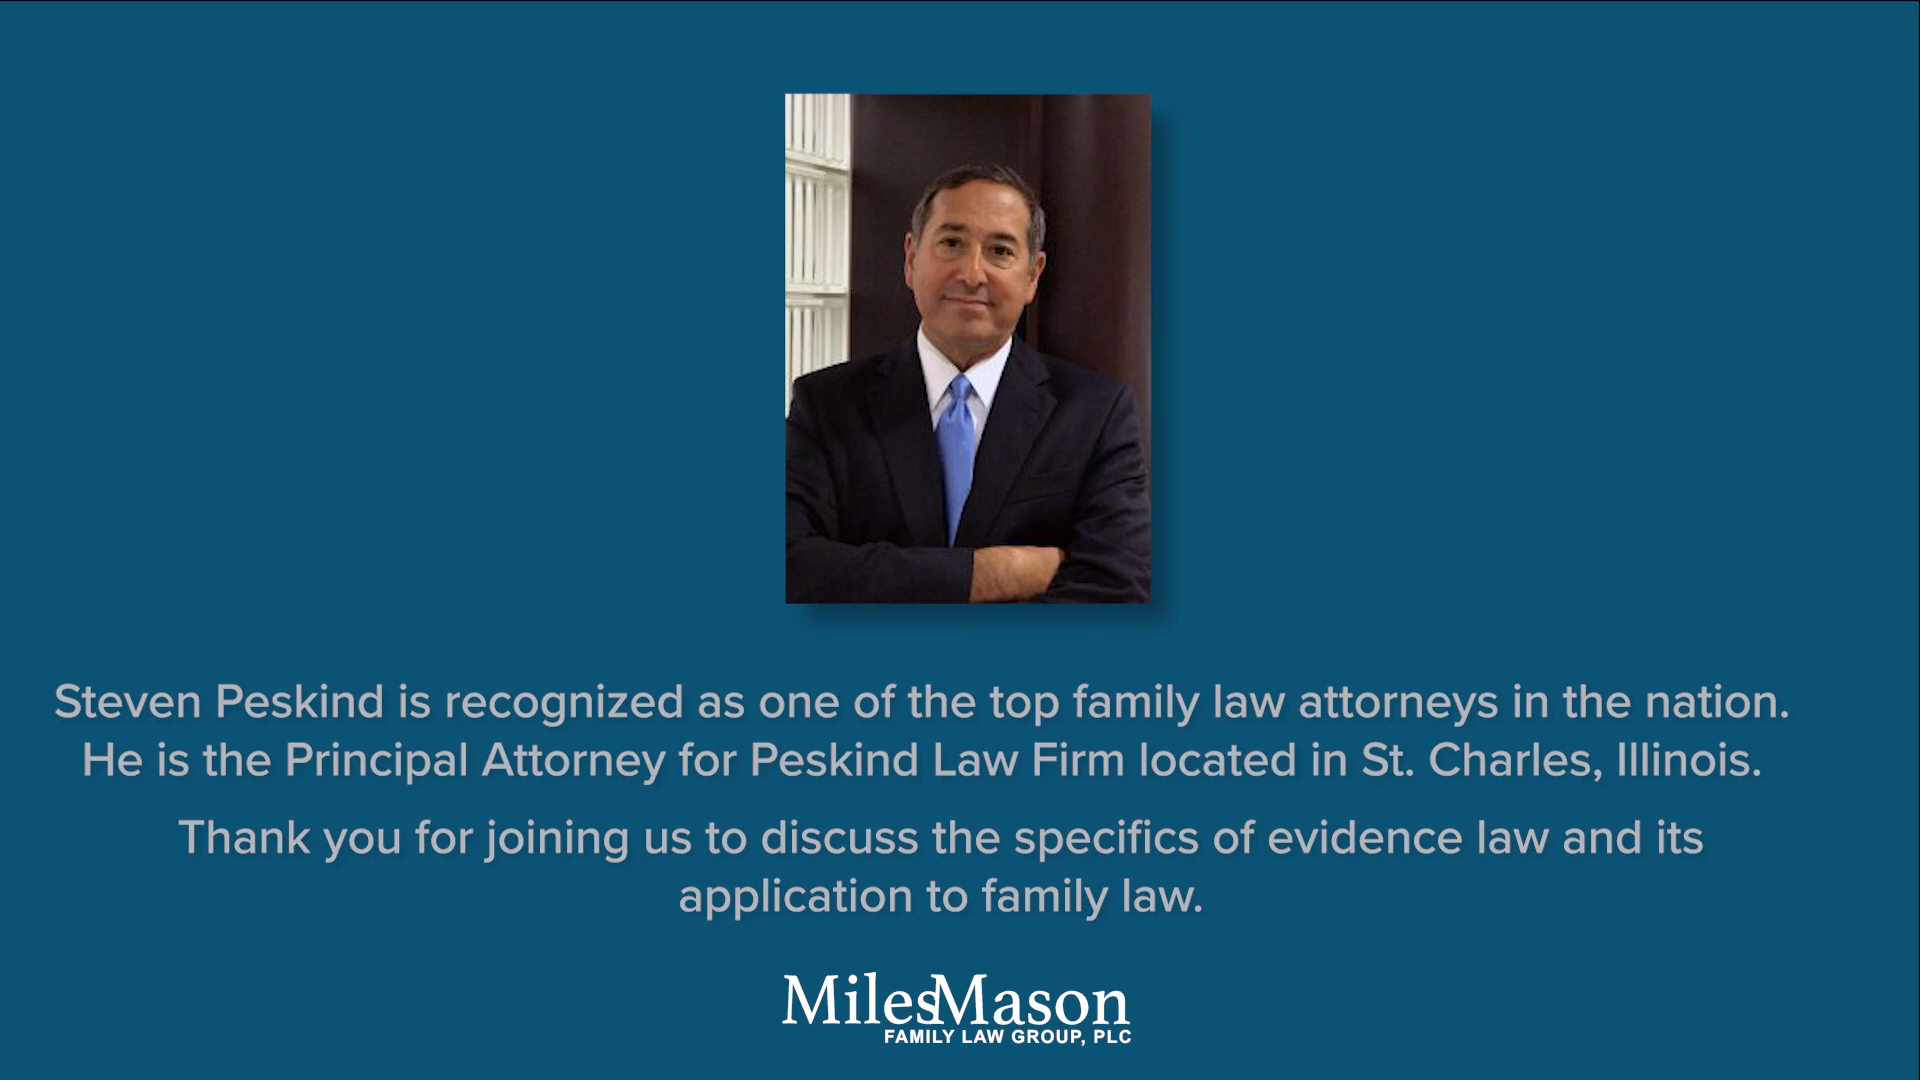 Steven Peskind is recognized as one of the top family law attorneys in the nation.
He is the Principal Attorney for Peskind Law Firm located in St. Charles, Illinois.
Thank you for joining us to discuss the specifics of evidence law and its
application to family law.
MilesMason
FAMILY LAW GROUP, PLC